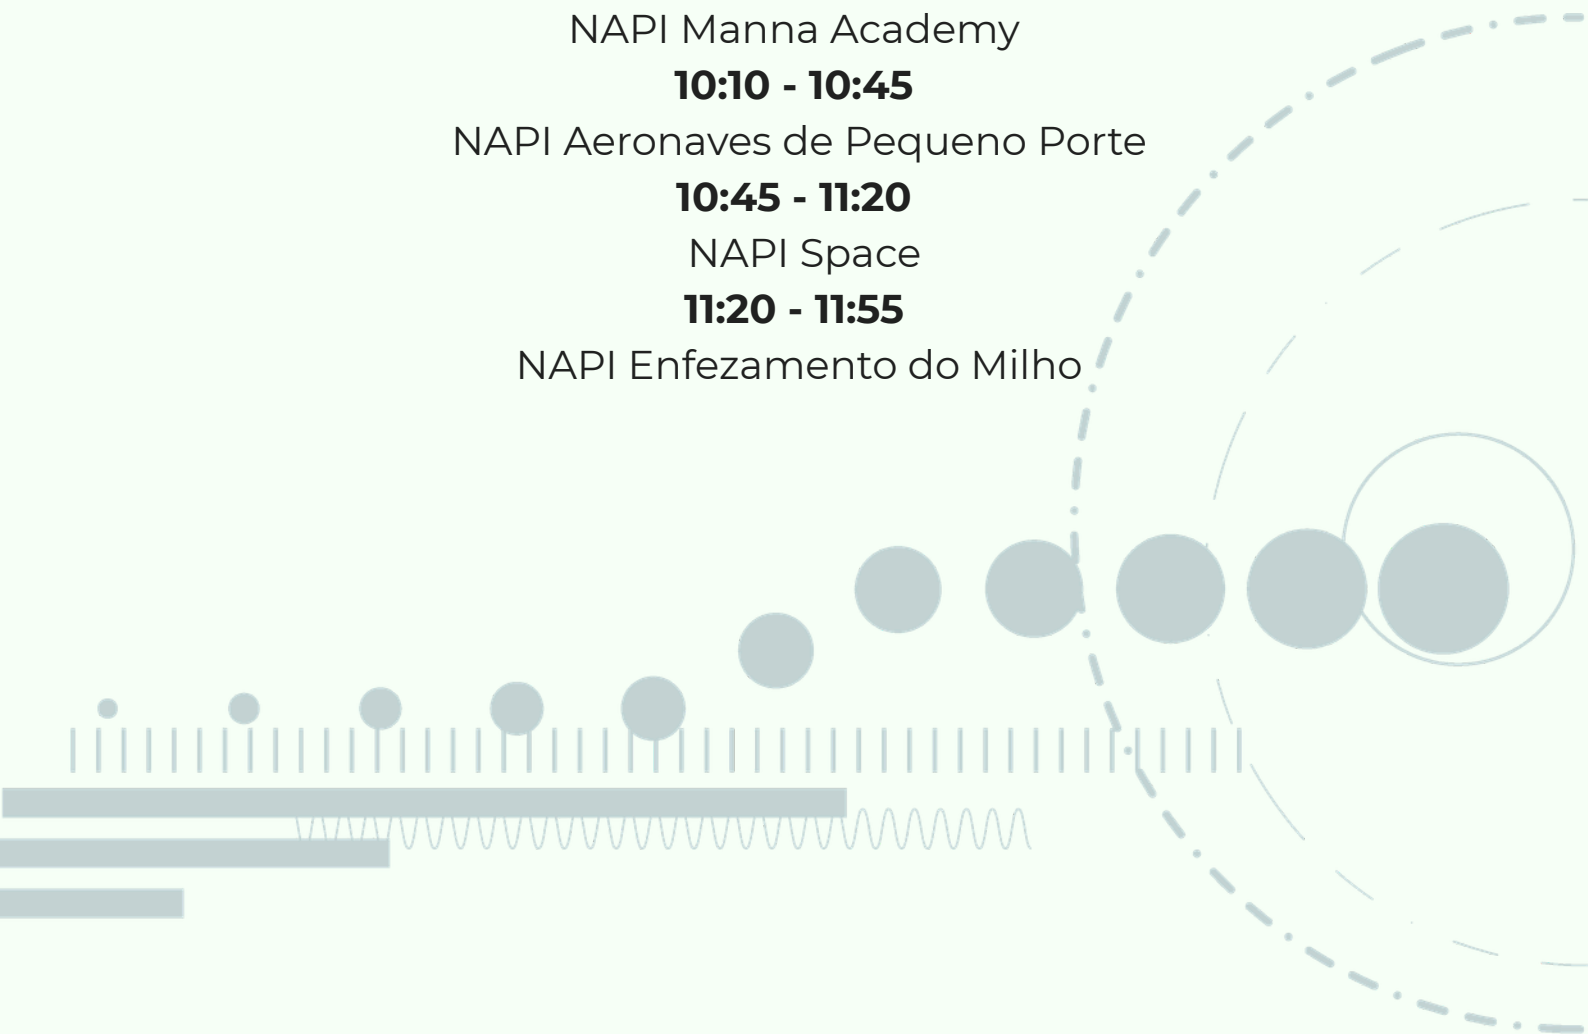 NAPI Manna Academy
10:10 - 10:45
NAPI Aeronaves de Pequeno Porte
10:45 - 11:20
NAPI Space
11:20 - 11:55
NAPI Enfezamento do Milho